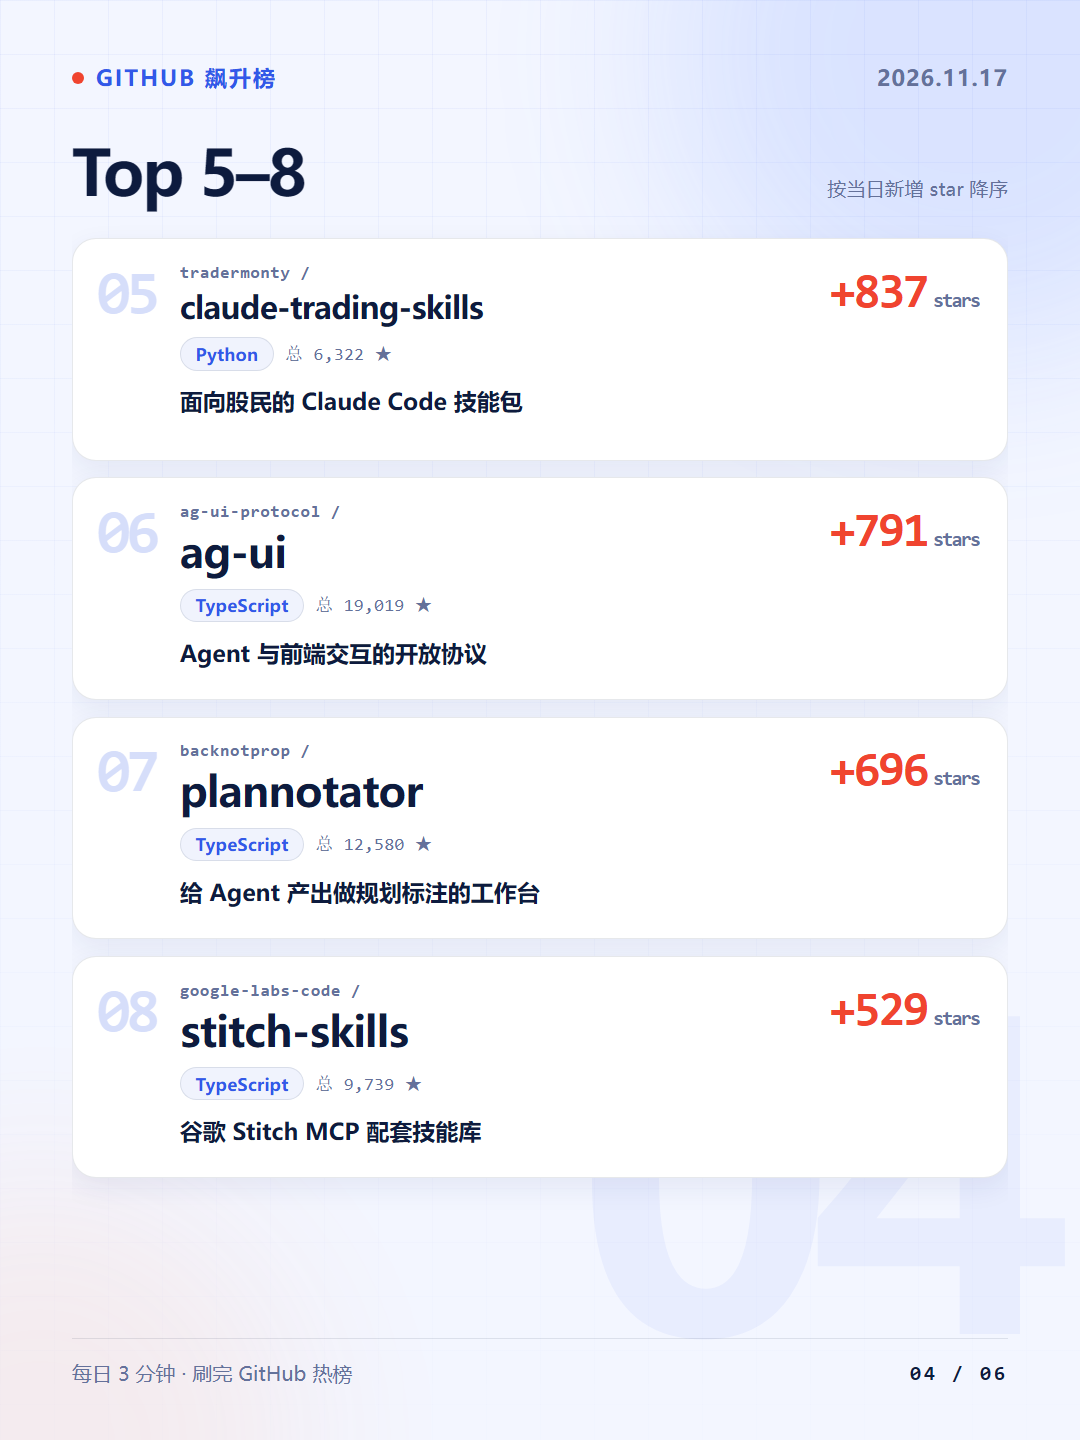 GITHUB 飙升榜
2026.11.17
Top 5–8
按当日新增 star 降序
05
tradermonty /
claude-trading-skills
+837 stars
Python 总 6,322 ★
面向股民的 Claude Code 技能包
06
ag-ui-protocol /
ag-ui
+791 stars
TypeScript 总 19,019 ★
Agent 与前端交互的开放协议
07
backnotprop /
plannotator
+696 stars
TypeScript 总 12,580 ★
给 Agent 产出做规划标注的工作台
08
google-labs-code /
stitch-skills
+529 stars
TypeScript 总 9,739 ★
谷歌 Stitch MCP 配套技能库
04
每日 3 分钟 · 刷完 GitHub 热榜
04 / 06